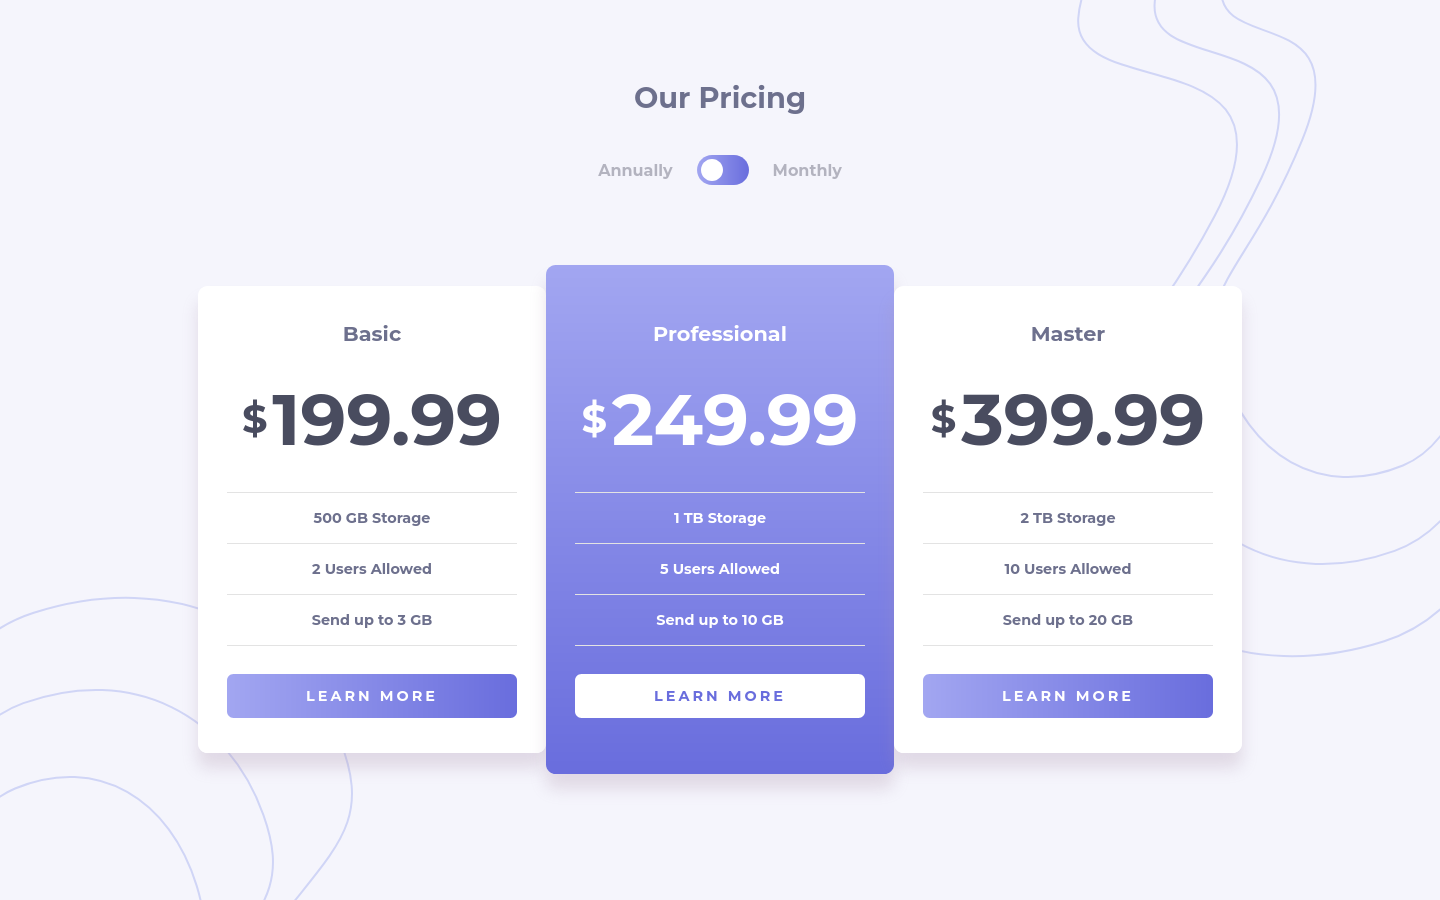 Our Pricing
Annually Monthly
Basic
$199.99
500 GB Storage
2 Users Allowed
Send up to 3 GB
LEARN MORE
Professional
$249.99
1 TB Storage
5 Users Allowed
Send up to 10 GB
LEARN MORE
Master
$399.99
2 TB Storage
10 Users Allowed
Send up to 20 GB
LEARN MORE